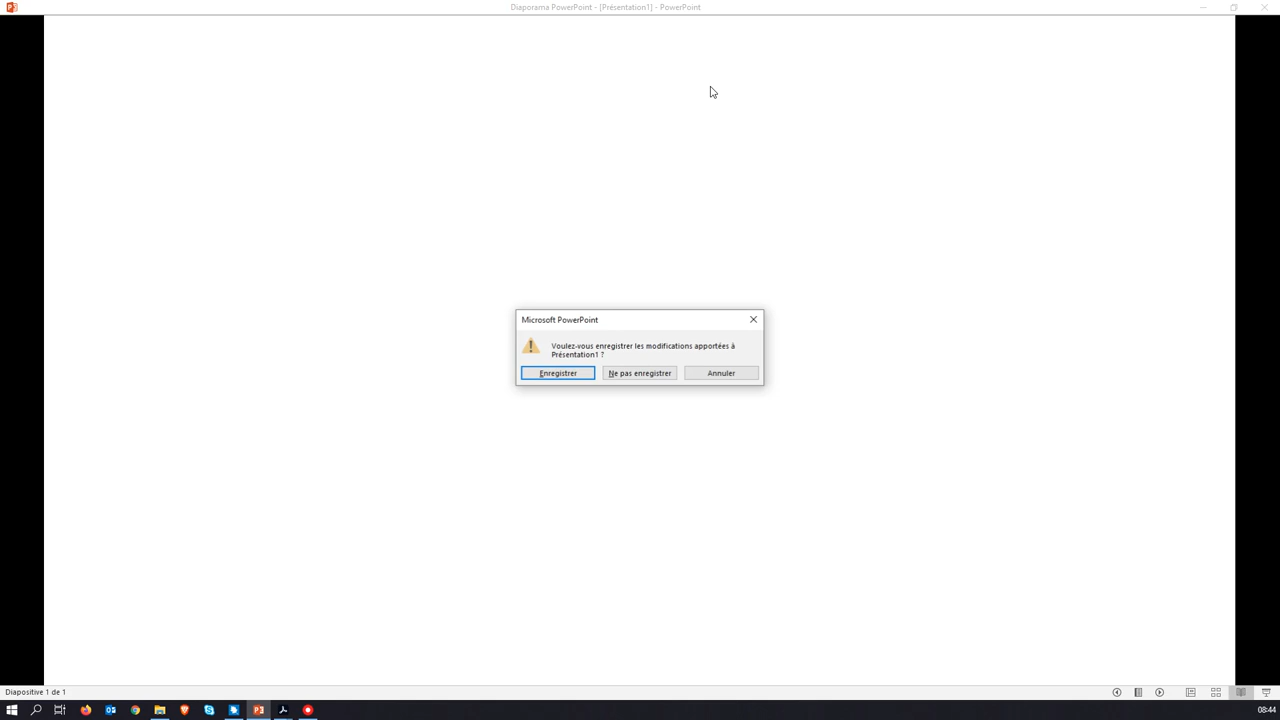 Diaporama PowerPoint - [Présentation1] - PowerPoint
Microsoft PowerPoint
Voulez-vous enregistrer les modifications apportées à
Présentation1 ?
Enregistrer
Ne pas enregistrer
Annuler
Diapositive 1 de 1
08:44